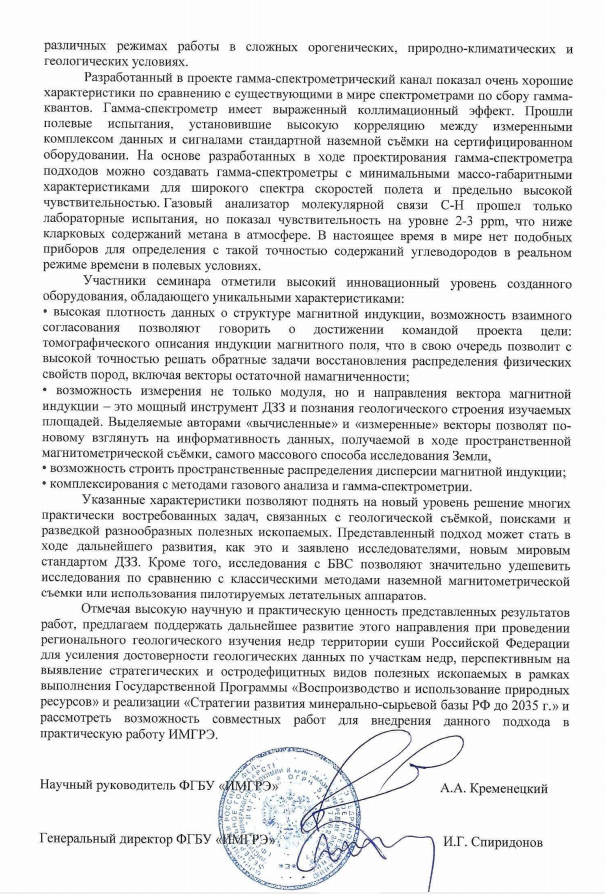 различных режимах работы в сложных орогенических, природно-климатических и
геологических условиях.
Разработанный в проекте гамма-спектрометрический канал показал очень хорошие
характеристики по сравнению с существующими в мире спектрометрами по сбору гамма-
квантов. Гамма-спектрометр имеет выраженный коллимационный эффект. Прошли
полевые испытания, установившие высокую корреляцию между измеренными
комплексом данных и сигналами стандартной наземной съёмки на сертифицированном
оборудовании. На основе разработанных в ходе проектирования гамма-спектрометра
подходов можно создавать гамма-спектрометры с минимальными массо-габаритными
характеристиками для широкого спектра скоростей полета и предельно высокой
чувствительностью. Газовый анализатор молекулярной связи С-Н прошел только
лабораторные испытания, но показал чувствительность на уровне 2-3 ppm, что ниже
кларковых содержаний метана в атмосфере. В настоящее время в мире нет подобных
приборов для определения с такой точностью содержаний углеводородов в реальном
режиме времени в полевых условиях.
Участники семинара отметили высокий инновационный уровень созданного
оборудования, обладающего уникальными характеристиками:
• высокая плотность данных о структуре магнитной индукции, возможность взаимного
согласования позволяют говорить о достижении командой проекта цели:
томографического описания индукции магнитного поля, что в свою очередь позволит с
высокой точностью решать обратные задачи восстановления распределения физических
свойств пород, включая векторы остаточной намагниченности;
• возможность измерения не только модуля, но и направления вектора магнитной
индукции – это мощный инструмент ДЗЗ и познания геологического строения изучаемых
площадей. Выделяемые авторами «вычисленные» и «измеренные» векторы позволят по-
новому взглянуть на информативность данных, получаемой в ходе пространственной
магнитометрической съёмки, самого массового способа исследования Земли,
• возможность строить пространственные распределения дисперсии магнитной индукции;
• комплексирования с методами газового анализа и гамма-спектрометрии.
Указанные характеристики позволяют поднять на новый уровень решение многих
практически востребованных задач, связанных с геологической съёмкой, поисками и
разведкой разнообразных полезных ископаемых. Представленный подход может стать в
ходе дальнейшего развития, как это и заявлено исследователями, новым мировым
стандартом ДЗЗ. Кроме того, исследования с БВС позволяют значительно удешевить
исследования по сравнению с классическими методами наземной магнитометрической
съемки или использования пилотируемых летательных аппаратов.
Отмечая высокую научную и практическую ценность представленных результатов
работ, предлагаем поддержать дальнейшее развитие этого направления при проведении
регионального геологического изучения недр территории суши Российской Федерации
для усиления достоверности геологических данных по участкам недр, перспективным на
выявление стратегических и остродефицитных видов полезных ископаемых в рамках
выполнения Государственной Программы «Воспроизводство и использование природных
ресурсов» и реализации «Стратегии развития минерально-сырьевой базы РФ до 2035 г.» и
рассмотреть возможность совместных работ для внедрения данного подхода в
практическую работу ИМГРЭ.
Научный руководитель ФГБУ «ИМГРЭ» А.А. Кременецкий
Генеральный директор ФГБУ «ИМГРЭ» И.Г. Спиридонов